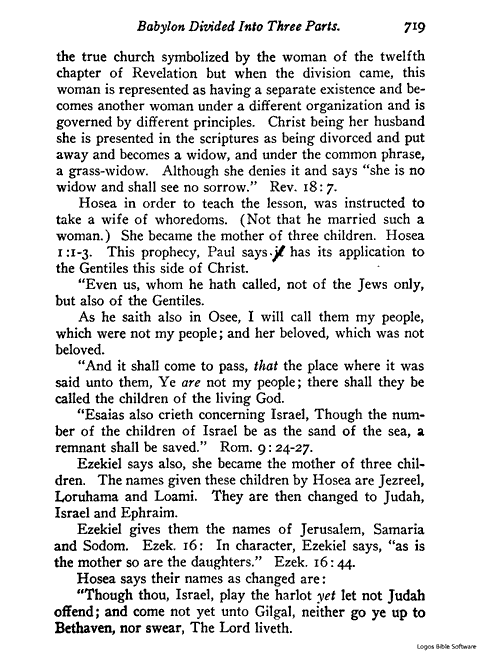 Babylon Divided Into Three Parts. 719
the true church symbolized by the woman of the twelfth
chapter of Revelation but when the division came, this
woman is represented as having a separate existence and be-
comes another woman under a different organization and is
governed by different principles. Christ being her husband
she is presented in the scriptures as being divorced and put
away and becomes a widow, and under the common phrase,
a grass-widow. Although she denies it and says "she is no
widow and shall see no sorrow." Rev. 18:7.
Hosea in order to teach the lesson, was instructed to
take a wife of whoredoms. (Not that he married such a
woman.) She became the mother of three children. Hosea
1:1-3. This prophecy, Paul says. has its application to
the Gentiles this side of Christ.
"Even us, whom he hath called, not of the Jews only,
but also of the Gentiles.
As he saith also in Osee, I will call them my people,
which were not my people; and her beloved, which was not
beloved.
"And it shall come to pass, that the place where it was
said unto them, Ye are not my people; there shall they be
called the children of the living God.
"Esaias also crieth concerning Israel, Though the num-
ber of the children of Israel be as the sand of the sea, a
remnant shall be saved." Rom. 9:24-27.
Ezekiel says also, she became the mother of three chil-
dren. The names given these children by Hosea are Jezreel,
Loruhama and Loami. They are then changed to Judah,
Israel and Ephraim.
Ezekiel gives them the names of Jerusalem, Samaria
and Sodom. Ezek. 16: In character, Ezekiel says, "as is
the mother so are the daughters." Ezek. 16:44.
Hosea says their names as changed are:
"Though thou, Israel, play the harlot yet let not Judah
offend; and come not yet unto Gilgal, neither go ye up to
Bethaven, nor swear, The Lord liveth.
Logos Bible Software